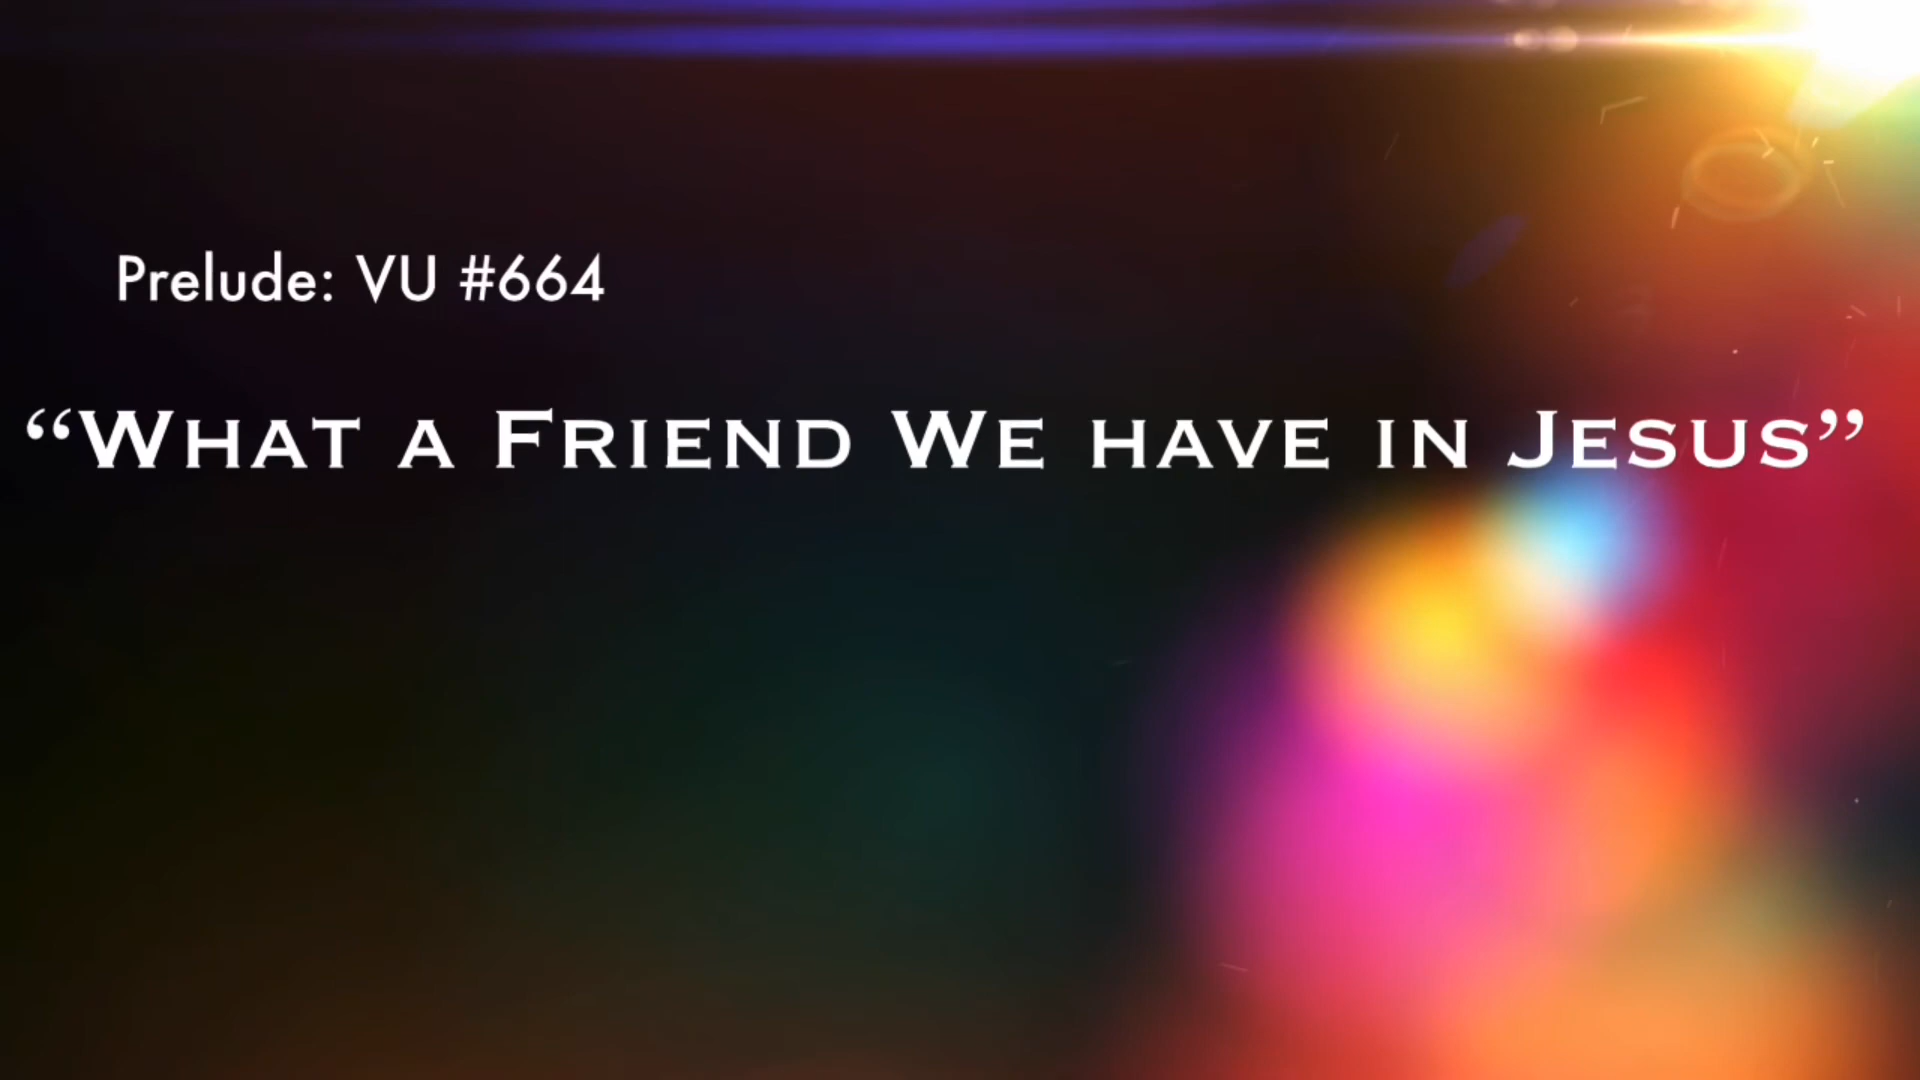 Prelude: VU #664
“What a Friend We have in Jesus”